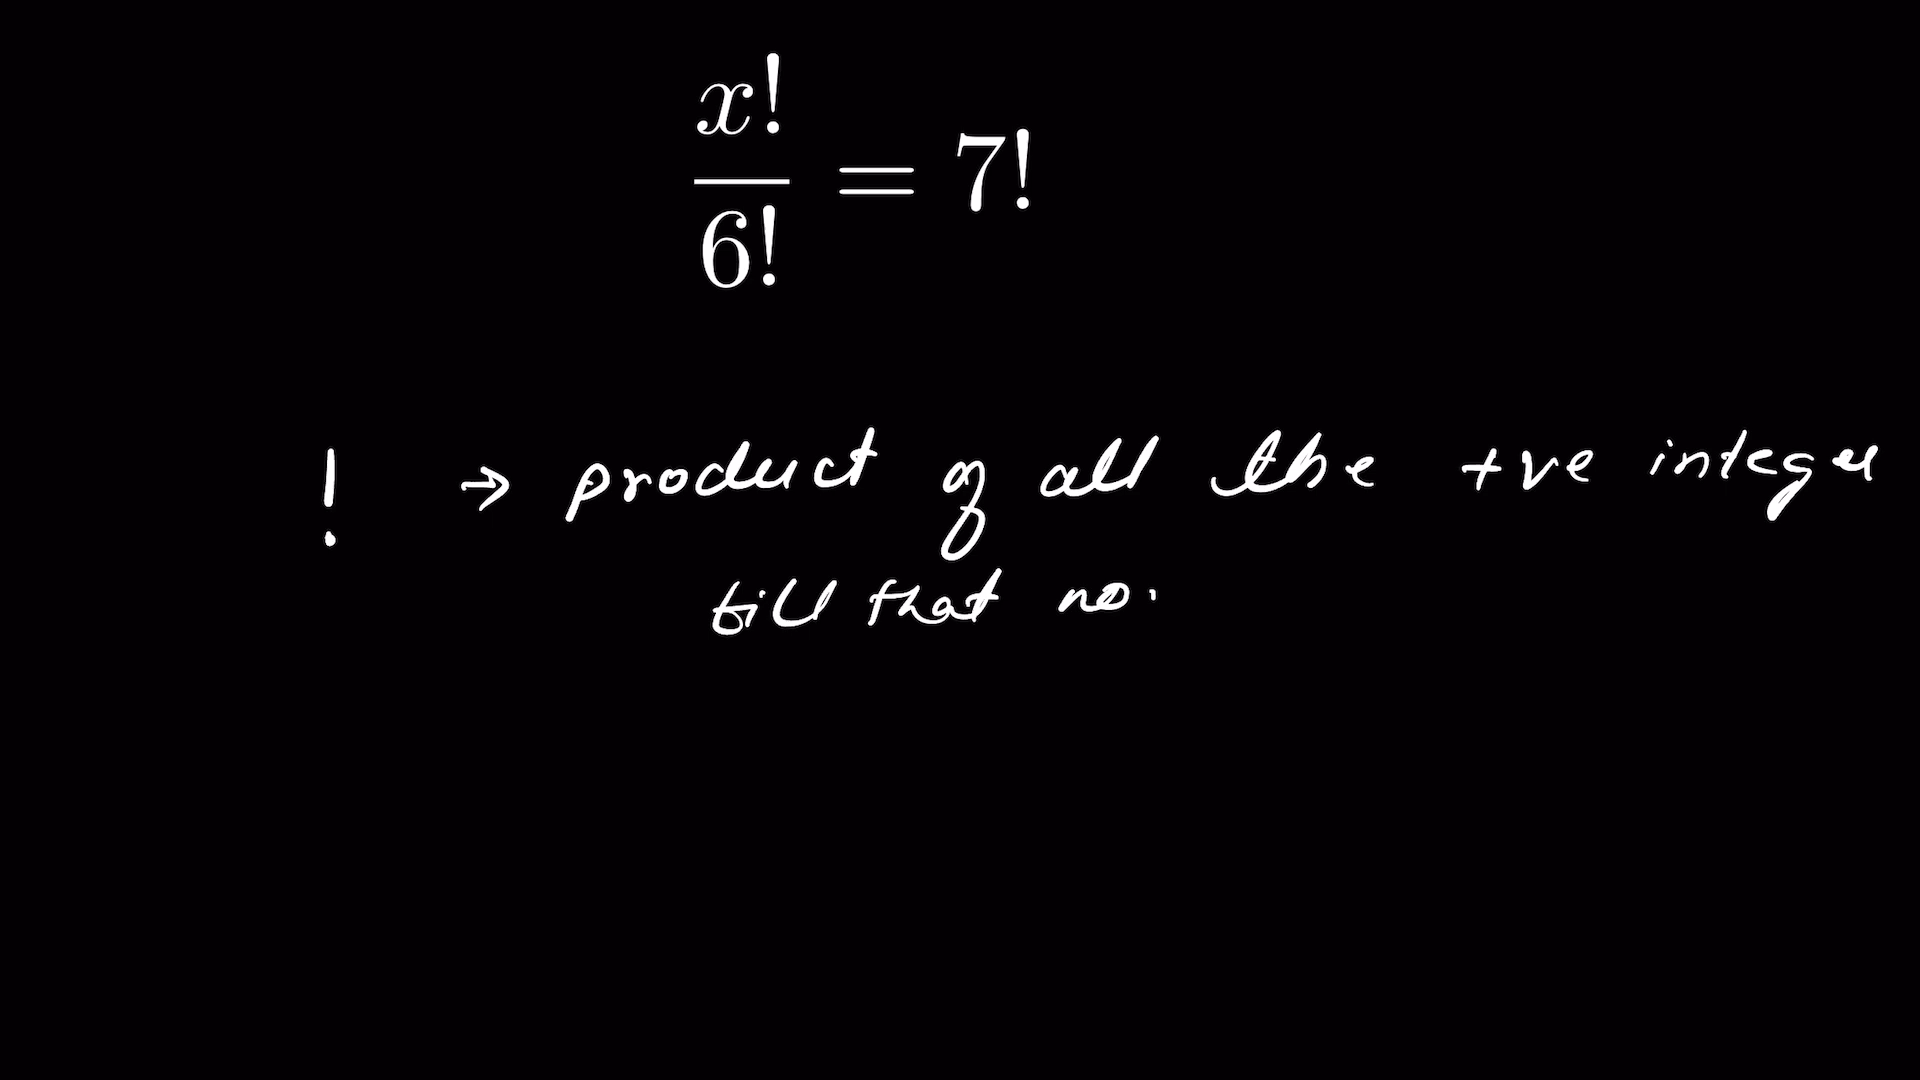 x!
6! = 7!
! → product of all the +ve integer
till that no.